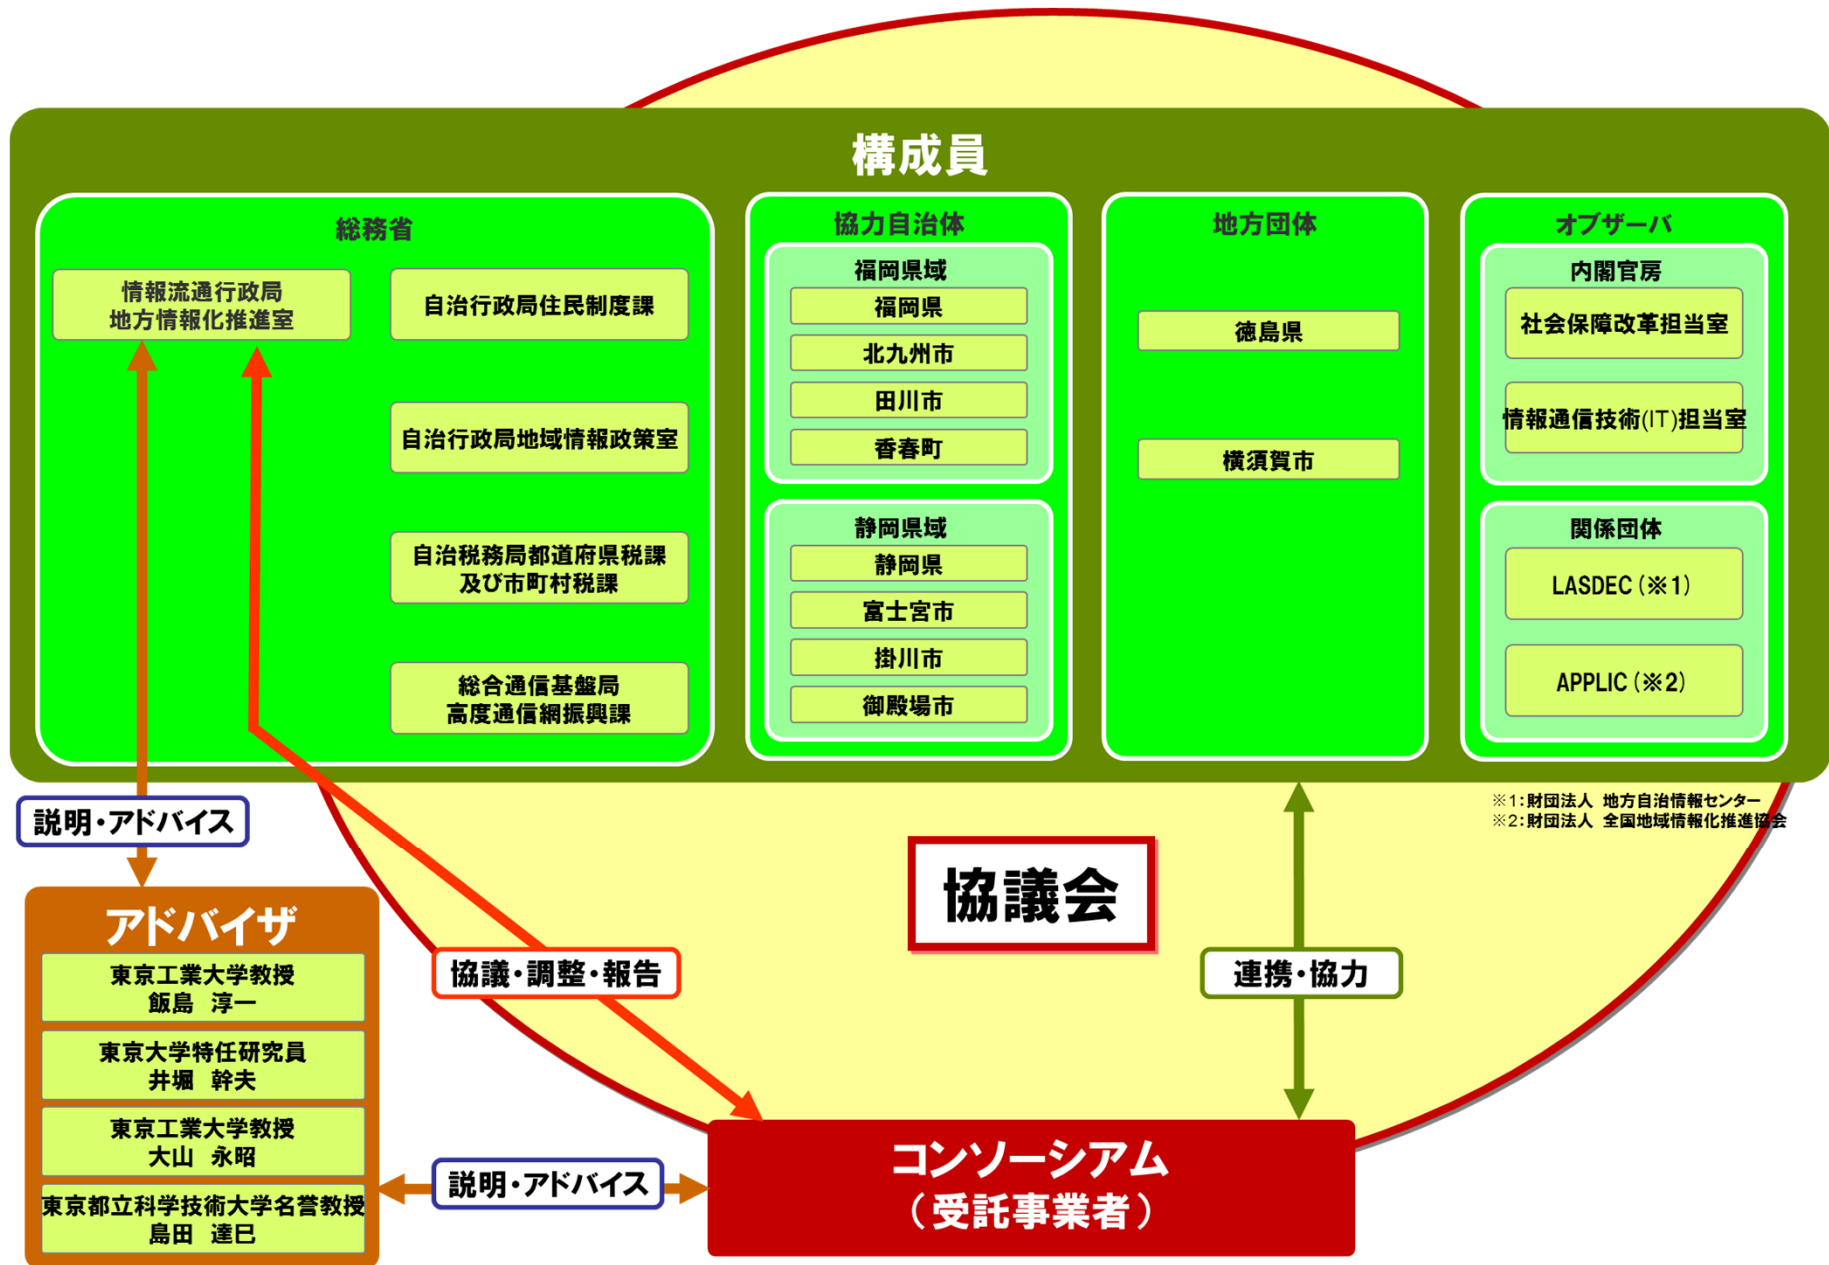 構成員
総務省
情報流通行政局
地方情報化推進室
自治行政局住民制度課
自治行政局地域情報政策室
自治税務局都道府県税課
及び市町村税課
総合通信基盤局
高度通信網振興課
協力自治体
福岡県域
福岡県
北九州市
田川市
香春町
静岡県域
静岡県
富士宮市
掛川市
御殿場市
地方団体
徳島県
横須賀市
オブザーバ
内閣官房
社会保障改革担当室
情報通信技術(IT)担当室
関係団体
LASDEC(※1)
APPLIC(※2)
※1:財団法人 地方自治情報センター
※2:財団法人 全国地域情報化推進協会
説明・アドバイス
協議会
アドバイザ
東京工業大学教授
飯島 淳一
東京大学特任研究員
井堀 幹夫
東京工業大学教授
大山 永昭
東京都立科学技術大学名誉教授
島田 達巳
協議・調整・報告
連携・協力
説明・アドバイス
コンソーシアム
(受託事業者)